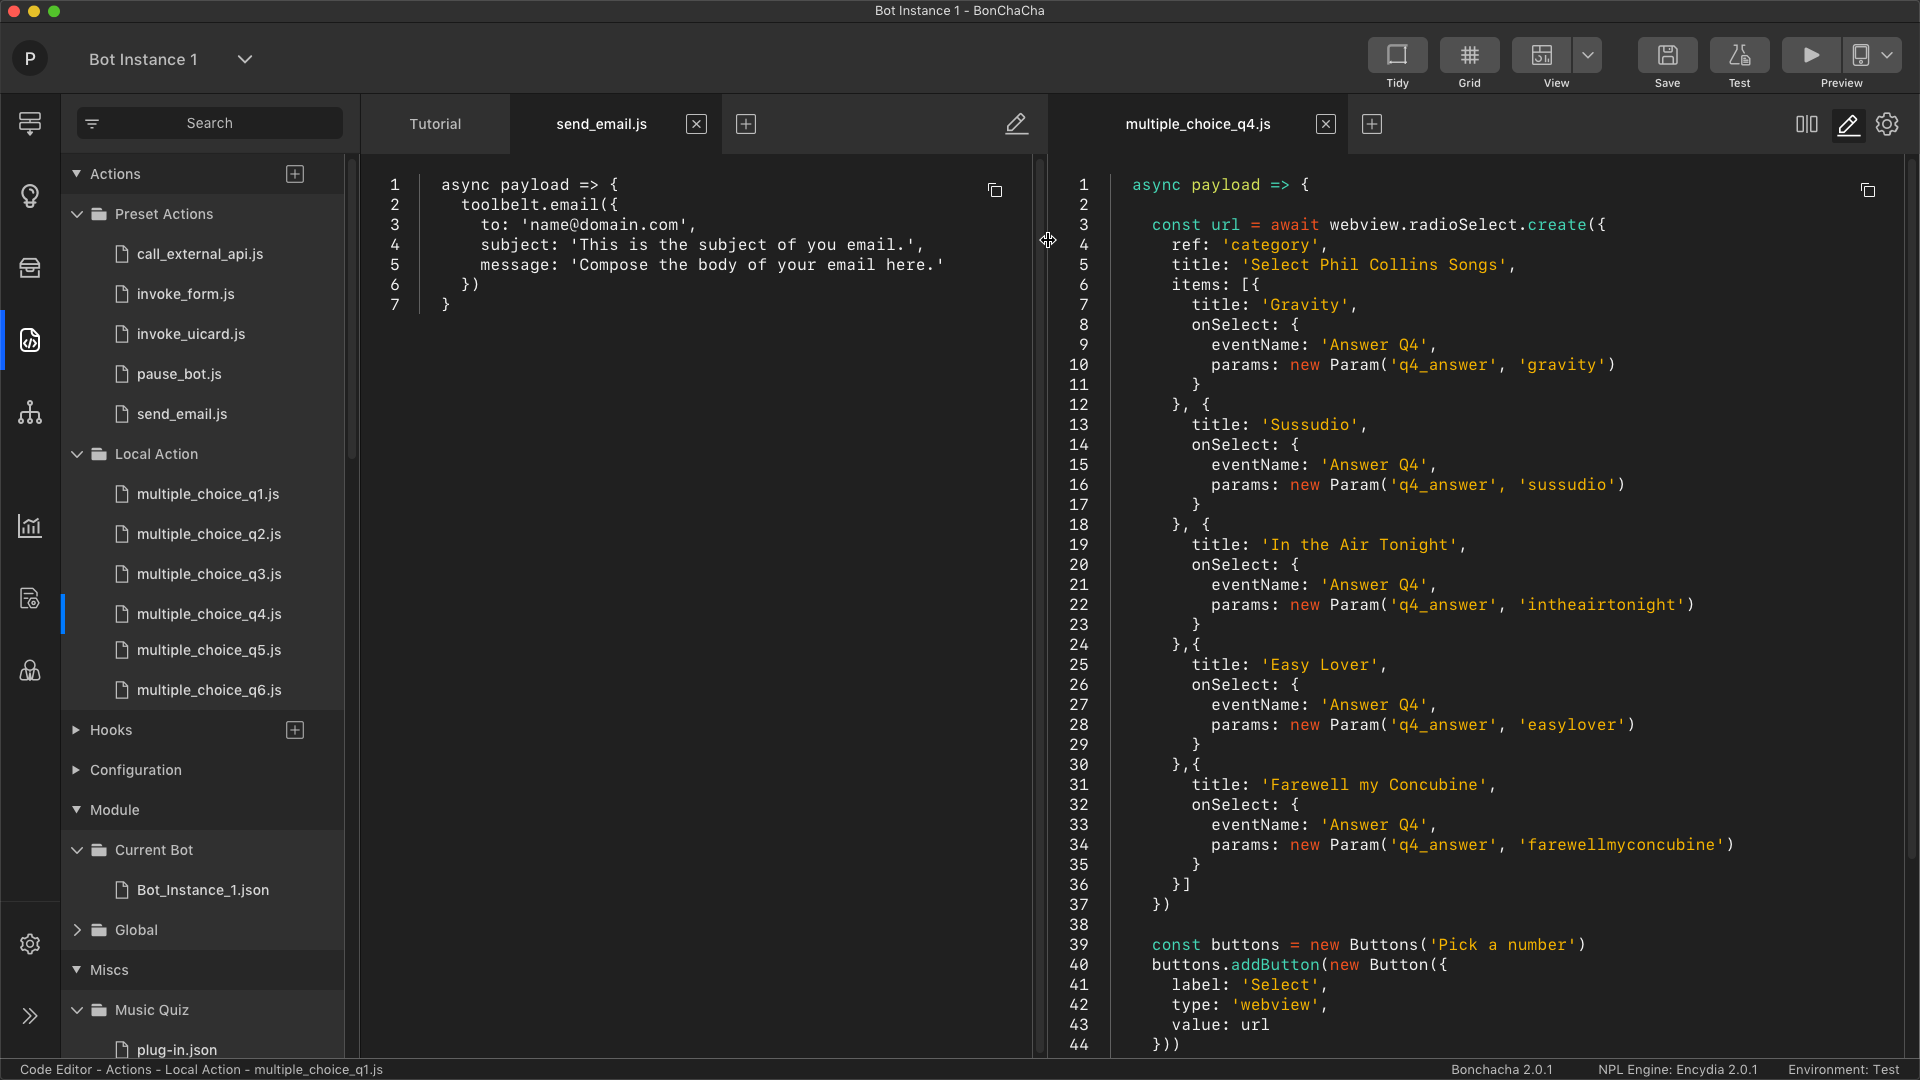 Bot Instance 1 - BonChaCha
P
Bot Instance 1
Tidy
Grid
View
Save
Test
Preview
Search
Actions
Preset Actions
call_external_api.js
invoke_form.js
invoke_uicard.js
pause_bot.js
send_email.js
Local Action
multiple_choice_q1.js
multiple_choice_q2.js
multiple_choice_q3.js
multiple_choice_q4.js
multiple_choice_q5.js
multiple_choice_q6.js
Hooks
Configuration
Module
Current Bot
Bot_Instance_1.json
Global
Miscs
Music Quiz
plug-in.json
Tutorial
send_email.js
1 async payload => {
2 toolbelt.email({
3 to: 'name@domain.com',
4 subject: 'This is the subject of you email.',
5 message: 'Compose the body of your email here.'
6 })
7 }
multiple_choice_q4.js
1 async payload => {
2
3 const url = await webview.radioSelect.create({
4 ref: 'category',
5 title: 'Select Phil Collins Songs',
6 items: [{
7 title: 'Gravity',
8 onSelect: {
9 eventName: 'Answer Q4',
10 params: new Param('q4_answer', 'gravity')
11 }
12 }, {
13 title: 'Sussudio',
14 onSelect: {
15 eventName: 'Answer Q4',
16 params: new Param('q4_answer', 'sussudio')
17 }
18 }, {
19 title: 'In the Air Tonight',
20 onSelect: {
21 eventName: 'Answer Q4',
22 params: new Param('q4_answer', 'intheairtonight')
23 }
24 },{
25 title: 'Easy Lover',
26 onSelect: {
27 eventName: 'Answer Q4',
28 params: new Param('q4_answer', 'easylover')
29 }
30 },{
31 title: 'Farewell my Concubine',
32 onSelect: {
33 eventName: 'Answer Q4',
34 params: new Param('q4_answer', 'farewellmyconcubine')
35 }
36 }]
37 })
38
39 const buttons = new Buttons('Pick a number')
40 buttons.addButton(new Button({
41 label: 'Select',
42 type: 'webview',
43 value: url
44 }))
Code Editor - Actions - Local Action - multiple_choice_q1.js
Bonchacha 2.0.1
NPL Engine: Encydia 2.0.1
Environment: Test